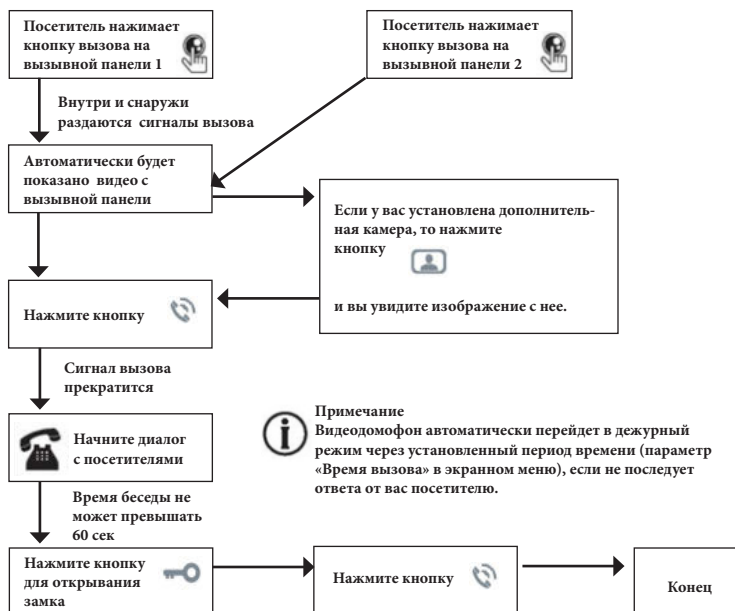 Посетитель нажимает
кнопку вызова на
вызывной панели 1
Посетитель нажимает
кнопку вызова на
вызывной панели 2
Внутри и снаружи
раздаются сигналы вызова
Автоматически будет
показано видео с
вызывной панели
Если у вас установлена дополнитель-
ная камера, то нажмите
кнопку
и вы увидите изображение с нее.
Нажмите кнопку
Сигнал вызова
прекратится
Начните диалог
с посетителями
Примечание
Видеодомофон автоматически перейдет в дежурный
режим через установленный период времени (параметр
«Время вызова» в экранном меню), если не последует
ответа от вас посетителю.
Время беседы не
может превышать
60 сек
Нажмите кнопку
для открывания
замка
Нажмите кнопку
Конец